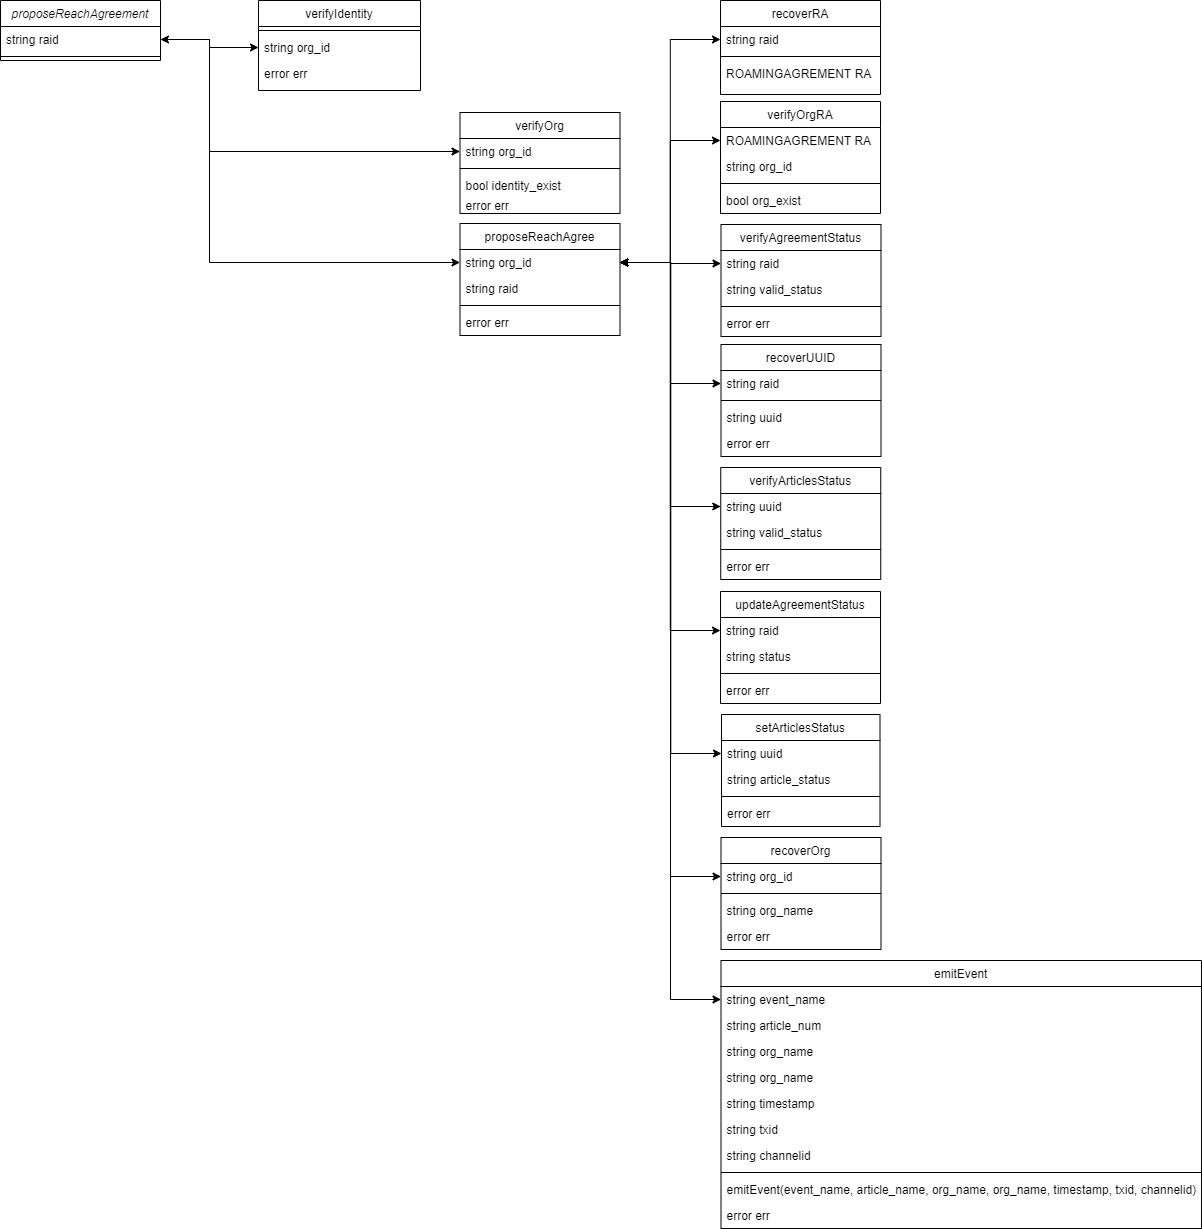 proposeReachAgreement
string raid
verifyIdentity
string org_id
error err
verifyOrg
string org_id
bool identity_exist
error err
proposeReachAgree
string org_id
string raid
error err
recoverRA
string raid
ROAMINGAGREMENT RA
verifyOrgRA
ROAMINGAGREMENT RA
string org_id
bool org_exist
verifyAgreementStatus
string raid
string valid_status
error err
recoverUUID
string raid
string uuid
error err
verifyArticlesStatus
string uuid
string valid_status
error err
updateAgreementStatus
string raid
string status
error err
setArticlesStatus
string uuid
string article_status
error err
recoverOrg
string org_id
string org_name
error err
emitEvent
string event_name
string article_num
string org_name
string org_name
string timestamp
string txid
string channelid
emitEvent(event_name, article_name, org_name, org_name, timestamp, txid, channelid)
error err